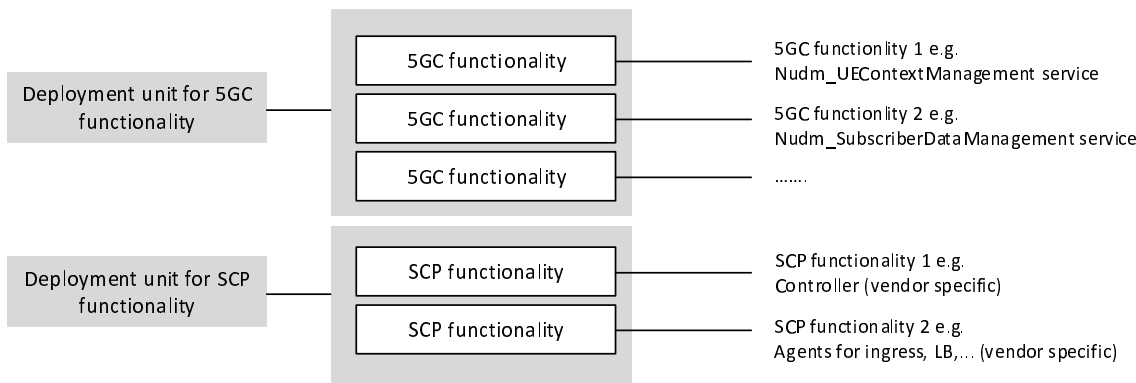 Deployment unit for 5GC
functionality
5GC functionality
5GC functionality
5GC functionality
5GC functionlity 1 e.g.
Nudm_UEContextManagement service
5GC functionality 2 e.g.
Nudm_SubscriberDataManagement service
.......
Deployment unit for SCP
functionality
SCP functionality
SCP functionality
SCP functionality 1 e.g.
Controller (vendor specific)
SCP functionality 2 e.g.
Agents for ingress, LB,... (vendor specific)